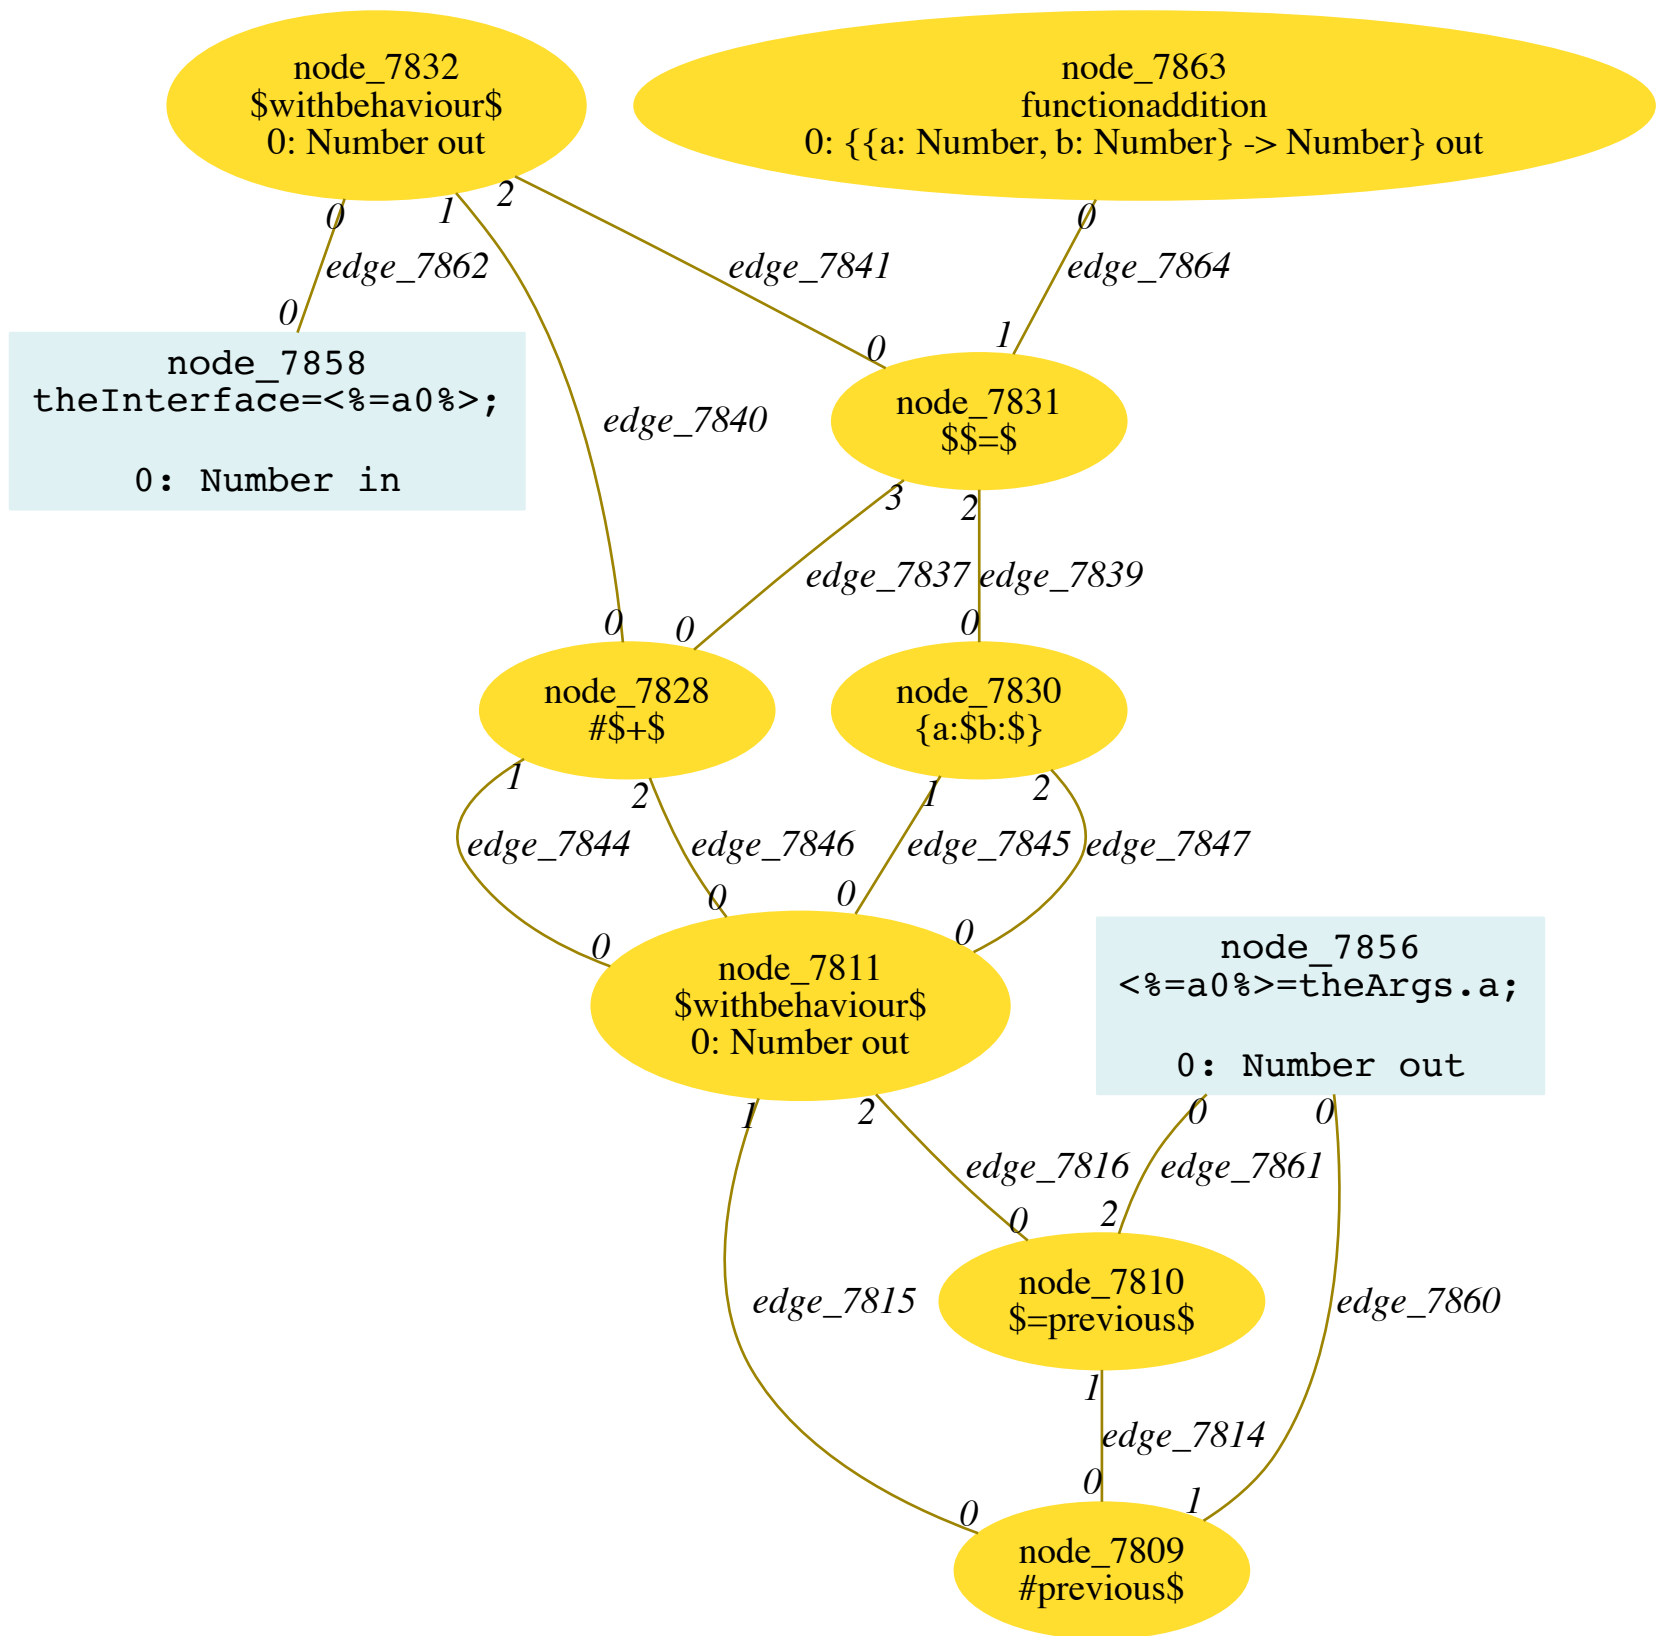 node_7832
$withbehaviour$
0: Number out
node_7863
functionaddition
0: {{a: Number, b: Number} -> Number} out
0
1
2
0
edge_7862
edge_7841
edge_7864
0
0
1
node_7858
theInterface=<%=a0%>;
0: Number in
edge_7840
node_7831
$$=$
3
2
edge_7837
edge_7839
0
0
0
node_7828
#$+$
node_7830
{a:$b:$}
1
2
1
2
edge_7844
edge_7846
edge_7845
edge_7847
0
0
0
0
node_7811
$withbehaviour$
0: Number out
node_7856
<%=a0%>=theArgs.a;
0: Number out
1
2
0
0
edge_7816
edge_7861
0
2
edge_7815
node_7810
$=previous$
edge_7860
1
edge_7814
0
0
1
node_7809
#previous$